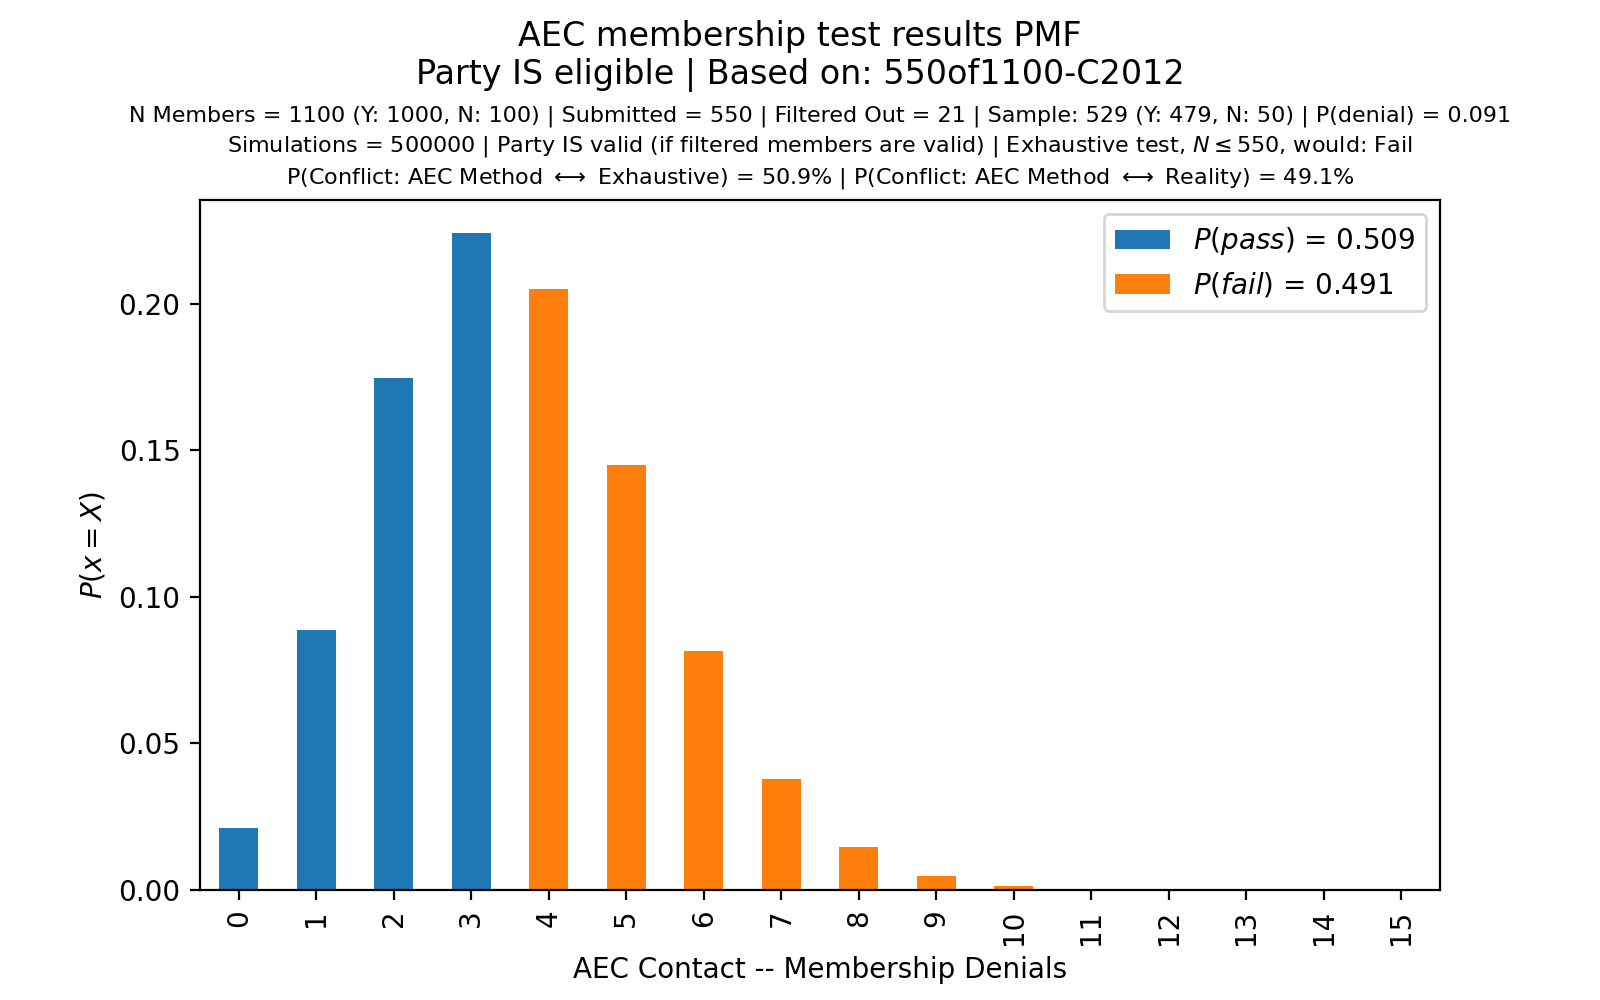 AEC membership test results PMF
Party IS eligible | Based on: 550of1100-C2012
N Members = 1100 (Y: 1000, N: 100) | Submitted = 550 | Filtered Out = 21 | Sample: 529 (Y: 479, N: 50) | P(denial) = 0.091
Simulations = 500000 | Party IS valid (if filtered members are valid) | Exhaustive test, N ≤ 550, would: Fail
P(Conflict: AEC Method ⟷ Exhaustive) = 50.9% | P(Conflict: AEC Method ⟷ Reality) = 49.1%
P(pass) = 0.509
P(fail) = 0.491
0.20
0.15
0.10
0.05
0.00
P(x = X)
0 1 2 3 4 5 6 7 8 9 10 11 12 13 14 15
AEC Contact -- Membership Denials